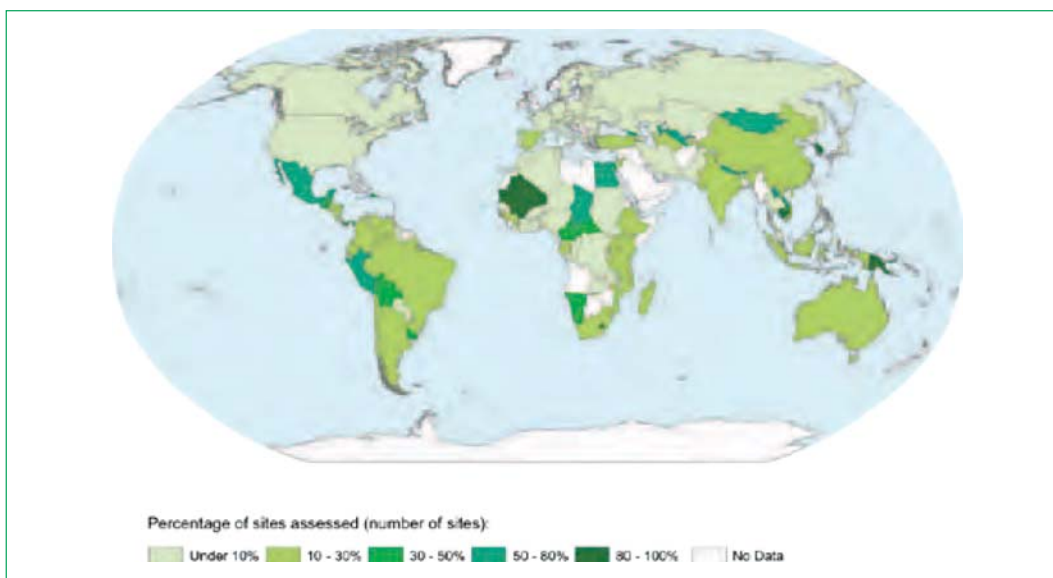 Percentage of sites assessed (number of sites):
Under 10% 10 - 30% 30 - 50% 50 - 80% 80 - 100% No Data